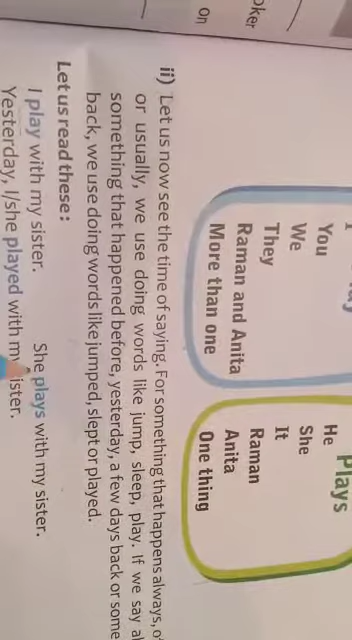 oker
on
You
We
They
Raman and Anita
More than one
Plays
He
She
It
Raman
Anita
One thing
ii) Let us now see the time of saying. For something that happens always,
or usually, we use doing words like jump, sleep, play. If we say
something that happened before, yesterday, a few days back or some
back, we use doing words like jumped, slept or played.
Let us read these:
I play with my sister. She plays with my sister.
Yesterday, I/she played with my ister.